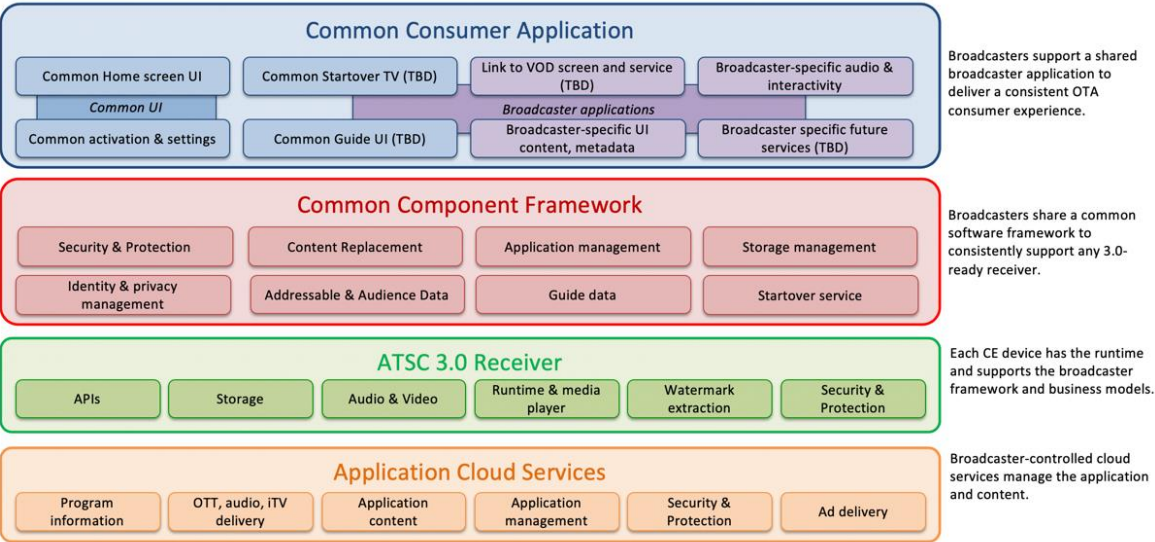 Common Consumer Application
Common Home screen UI
Common Startover TV (TBD)
Link to VOD screen and service
(TBD)
Broadcaster-specific audio &
interactivity
Common UI
Broadcaster applications
Common activation & settings
Common Guide UI (TBD)
Broadcaster-specific UI
content, metadata
Broadcaster specific future
services (TBD)
Broadcasters support a shared
broadcaster application to
deliver a consistent OTA
consumer experience.
Common Component Framework
Security & Protection
Content Replacement
Application management
Storage management
Identity & privacy
management
Addressable & Audience Data
Guide data
Startover service
Broadcasters share a common
software framework to
consistently support any 3.0-
ready receiver.
ATSC 3.0 Receiver
APIs
Storage
Audio & Video
Runtime & media
player
Watermark
extraction
Security &
Protection
Each CE device has the runtime
and supports the broadcaster
framework and business models.
Application Cloud Services
Program
information
OTT, audio, iTV
delivery
Application
content
Application
management
Security &
Protection
Ad delivery
Broadcaster-controlled cloud
services manage the application
and content.